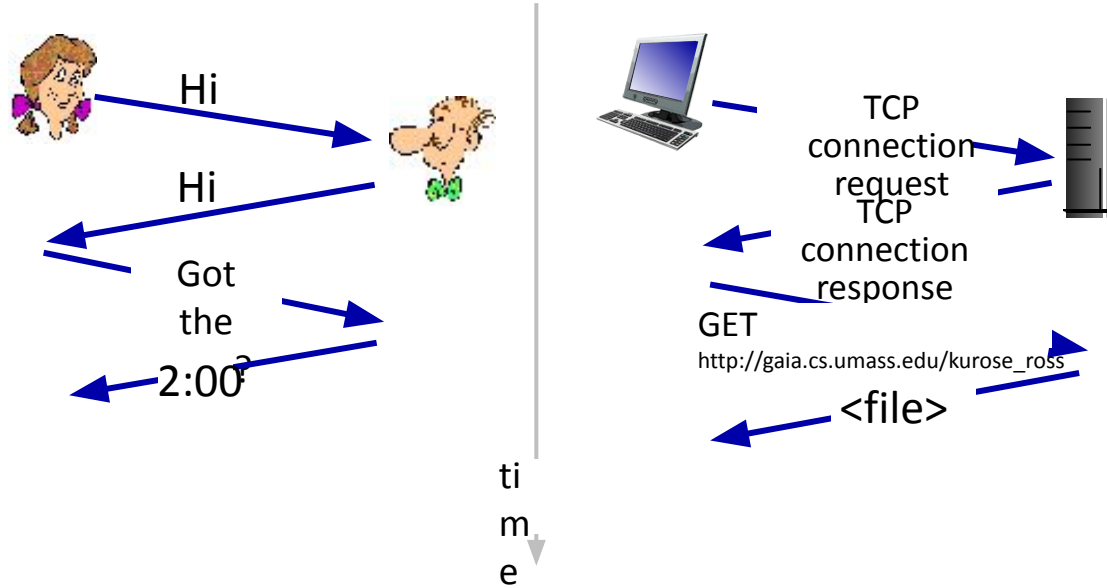 Hi
Hi
Got
the
?
2:00
TCP
connection
request
TCP
connection
response
GET
http://gaia.cs.umass.edu/kurose_ross
<file>
ti
m
e